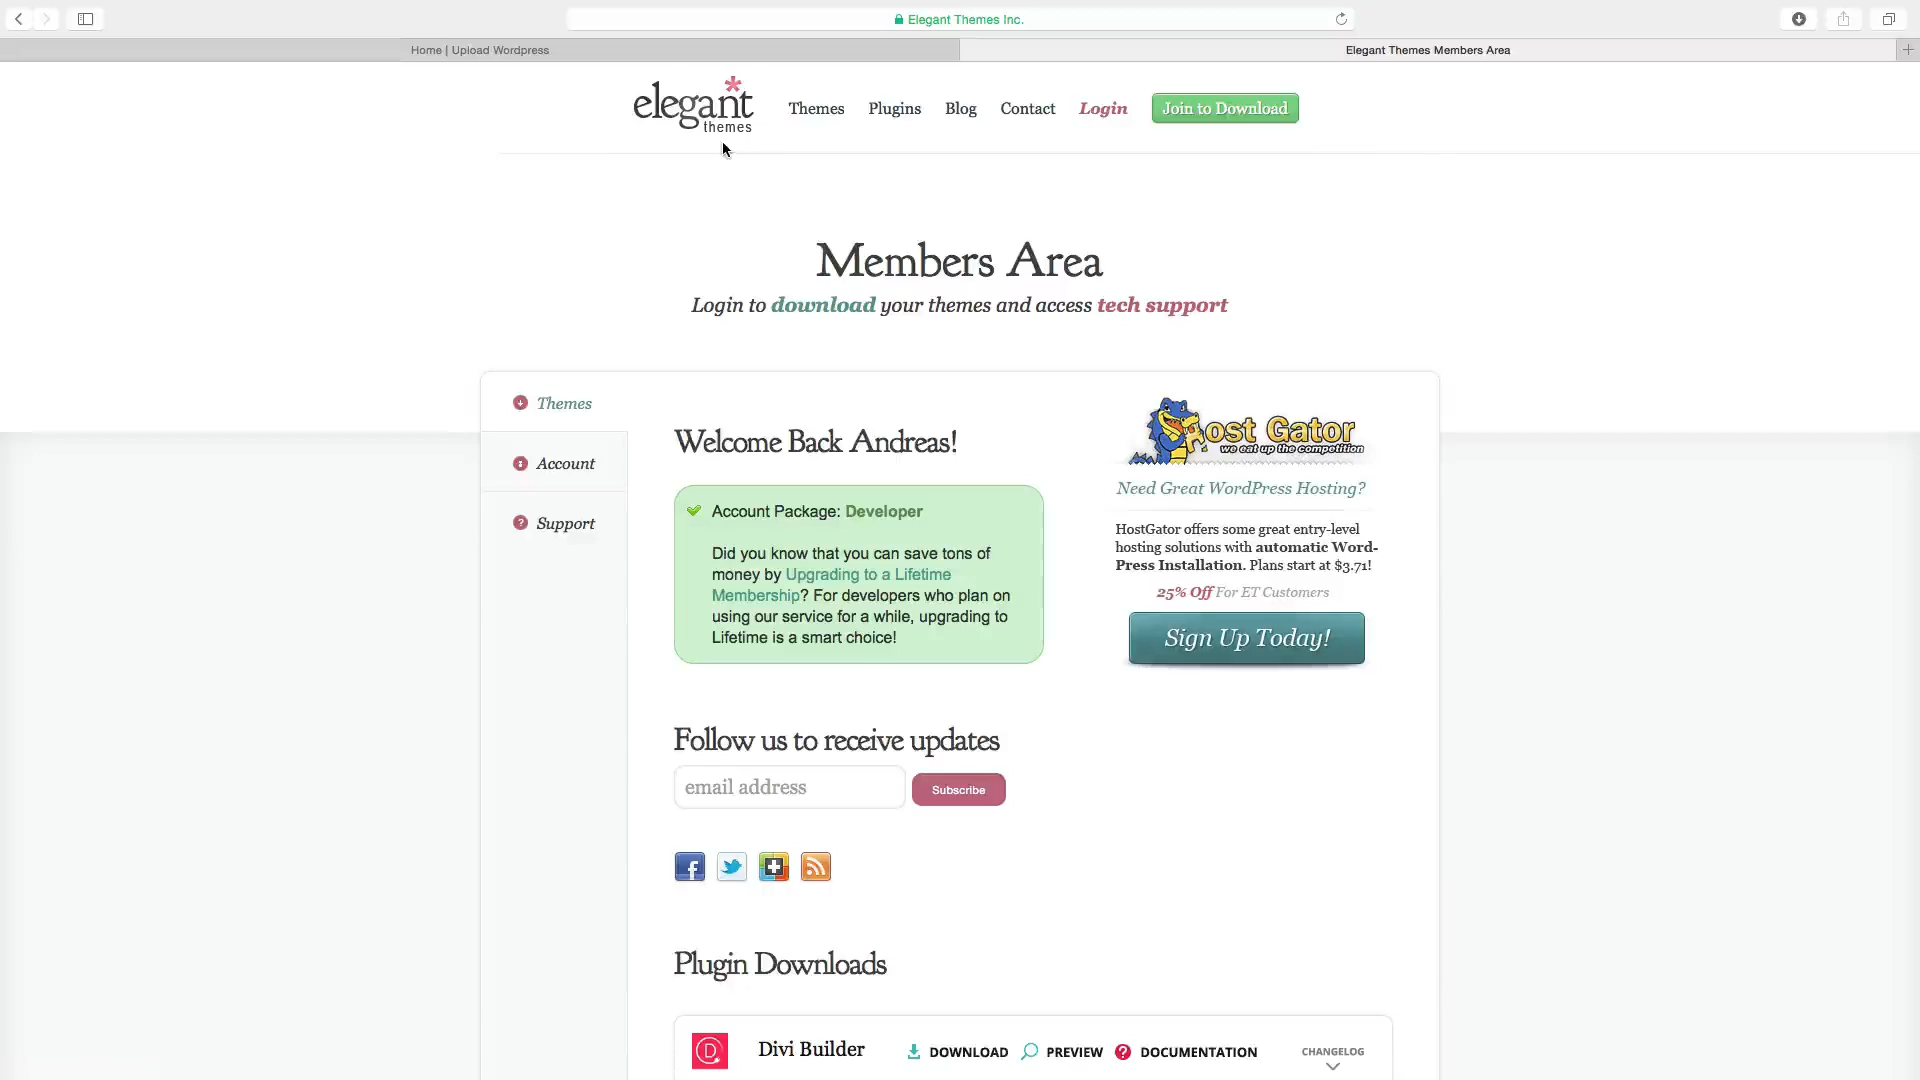 Elegant Themes Inc.
Home | Upload Wordpress
Elegant Themes Members Area
elegant themes
Themes Plugins Blog Contact Login Join to Download
Members Area
Login to download your themes and access tech support
Themes
Account
Support
Welcome Back Andreas!
Account Package: Developer
Did you know that you can save tons of
money by Upgrading to a Lifetime
Membership? For developers who plan on
using our service for a while, upgrading to
Lifetime is a smart choice!
Host Gator
we eat up the competition
Need Great WordPress Hosting?
HostGator offers some great entry-level
hosting solutions with automatic Word-
Press Installation. Plans start at $3.71!
25% Off For ET Customers
Sign Up Today!
Follow us to receive updates
email address
Subscribe
Plugin Downloads
Divi Builder DOWNLOAD PREVIEW DOCUMENTATION CHANGELOG